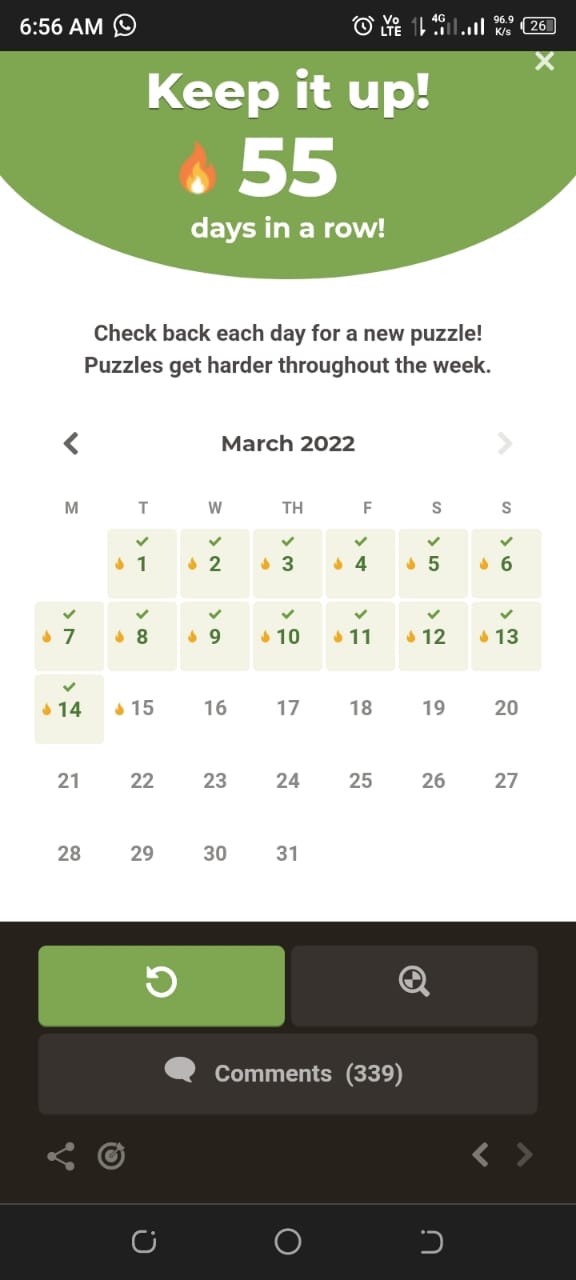 6:56 AM Vo LTE 4G 96.9 K/s 26
Keep it up!
55
days in a row!
Check back each day for a new puzzle!
Puzzles get harder throughout the week.
March 2022
M T W TH F S S
1 2 3 4 5 6
7 8 9 10 11 12 13
14 15 16 17 18 19 20
21 22 23 24 25 26 27
28 29 30 31
Comments (339)